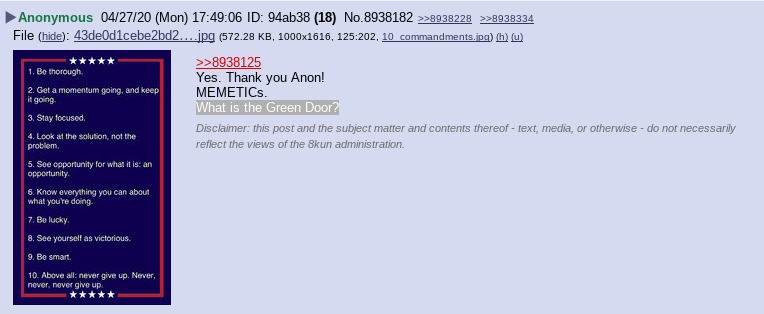 Anonymous 04/27/20 (Mon) 17:49:06 ID: 94ab38 (18) No.8938182 >>8938228 >>8938334
File (hide): 43de0d1cebe2bd2….jpg (572.28 KB, 1000x1616, 125:202, 10_commandments.jpg) (h) (u)
★★★★★
1. Be thorough.
2. Get a momentum going, and keep
it going.
3. Stay focused.
4. Look at the solution, not the
problem.
5. See opportunity for what it is: an
opportunity.
6. Know everything you can about
what you're doing.
7. Be lucky.
8. See yourself as victorious.
9. Be smart.
10. Above all: never give up. Never,
never, never give up.
★★★★★
>>8938125
Yes. Thank you Anon!
MEMETICs.
What is the Green Door?
Disclaimer: this post and the subject matter and contents thereof - text, media, or otherwise - do not necessarily
reflect the views of the 8kun administration.